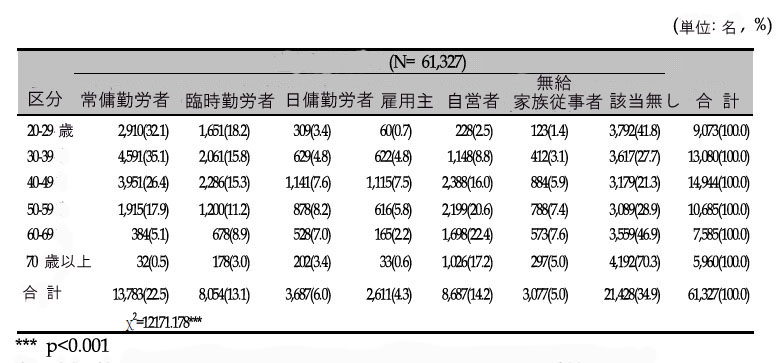 (単位: 名, %)
(N= 61,327)
区分 常傭勤労者 臨時勤労者 日傭勤労者 雇用主 自営者 無給家族従事者 該当無し 合 計
20-29 歳 2,910(32.1) 1,651(18.2) 309(3.4) 60(0.7) 228(2.5) 123(1.4) 3,792(41.8) 9,073(100.0)
30-39 4,591(35.1) 2,061(15.8) 629(4.8) 622(4.8) 1,148(8.8) 412(3.1) 3,617(27.7) 13,080(100.0)
40-49 3,951(26.4) 2,286(15.3) 1,141(7.6) 1,115(7.5) 2,388(16.0) 884(5.9) 3,179(21.3) 14,944(100.0)
50-59 1,915(17.9) 1,200(11.2) 878(8.2) 616(5.8) 2,199(20.6) 788(7.4) 3,089(28.9) 10,685(100.0)
60-69 384(5.1) 678(8.9) 528(7.0) 165(2.2) 1,698(22.4) 573(7.6) 3,559(46.9) 7,585(100.0)
70 歳以上 32(0.5) 178(3.0) 202(3.4) 33(0.6) 1,026(17.2) 297(5.0) 4,192(70.3) 5,960(100.0)
合 計 13,783(22.5) 8,054(13.1) 3,687(6.0) 2,611(4.3) 8,687(14.2) 3,077(5.0) 21,428(34.9) 61,327(100.0)
χ²=12171.178***
*** p<0.001